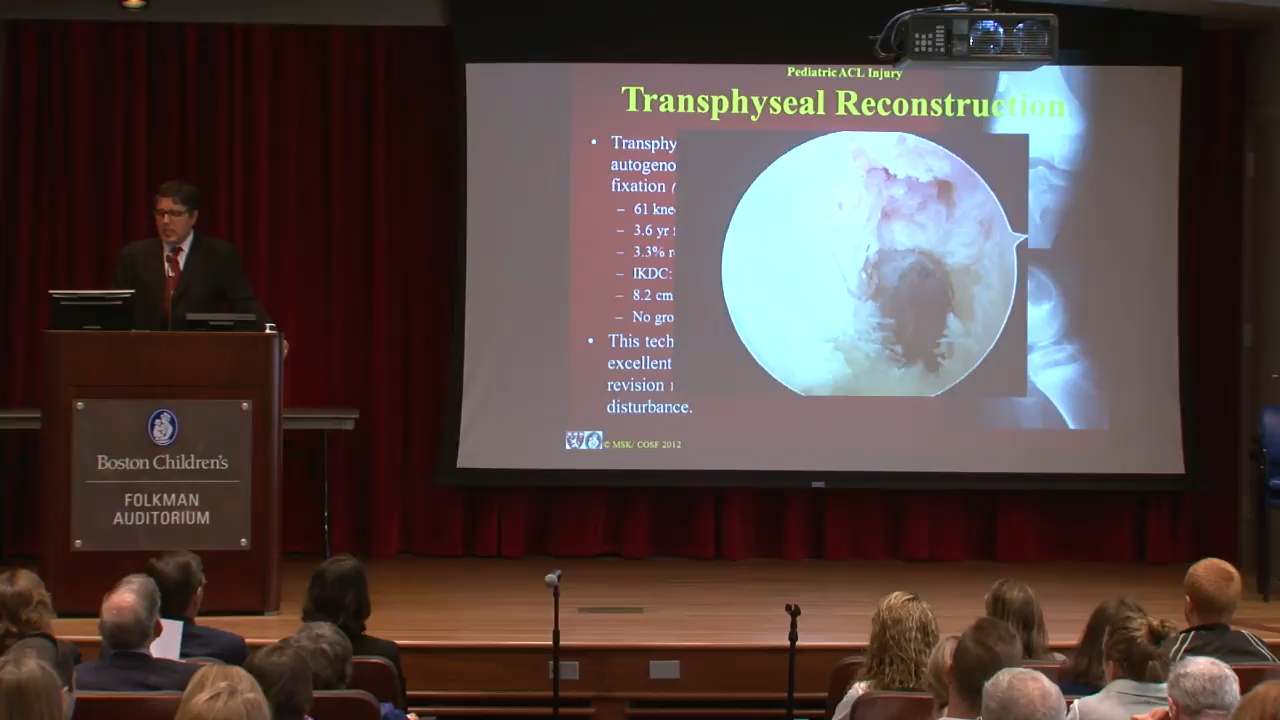 Pediatric ACL Injury
Transphyseal Reconstruction
• Transphy
autogeno
fixation
– 61 kne
– 3.6 yr
– 3.3%
– IKDC:
– 8.2 cm
– No gro
• This tech
excellent
revision
disturbance.
© MSK/ COSF 2012
Boston Children's
FOLKMAN
AUDITORIUM